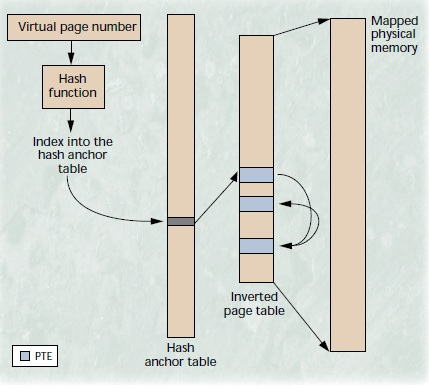 Virtual page number
Hash
function
Index into the
hash anchor
table
Mapped
physical
memory
Inverted
page table
Hash
anchor table
PTE